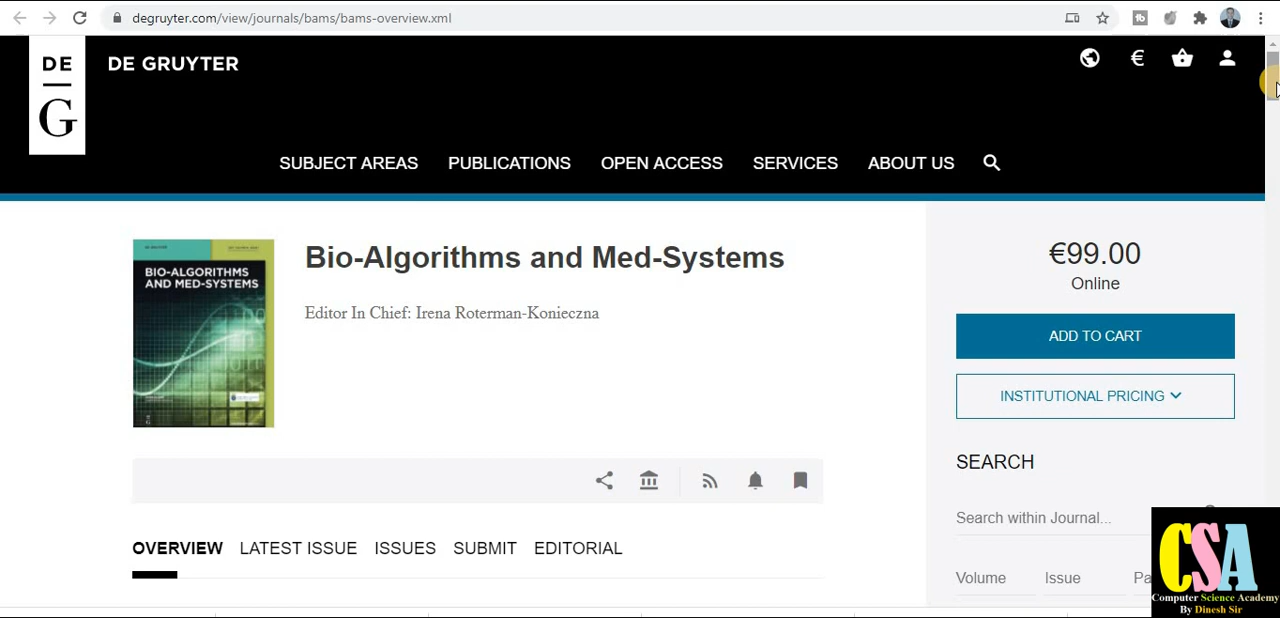 degruyter.com/view/journals/bams/bams-overview.xml
DE
G
DE GRUYTER
€
SUBJECT AREAS PUBLICATIONS OPEN ACCESS SERVICES ABOUT US
BIO-ALGORITHMS
AND MED-SYSTEMS
Bio-Algorithms and Med-Systems
Editor In Chief: Irena Roterman-Konieczna
€99.00
Online
ADD TO CART
INSTITUTIONAL PRICING
SEARCH
Search within Journal...
OVERVIEW LATEST ISSUE ISSUES SUBMIT EDITORIAL
Volume Issue Pa
CSA
Computer Science Academy
By Dinesh Sir